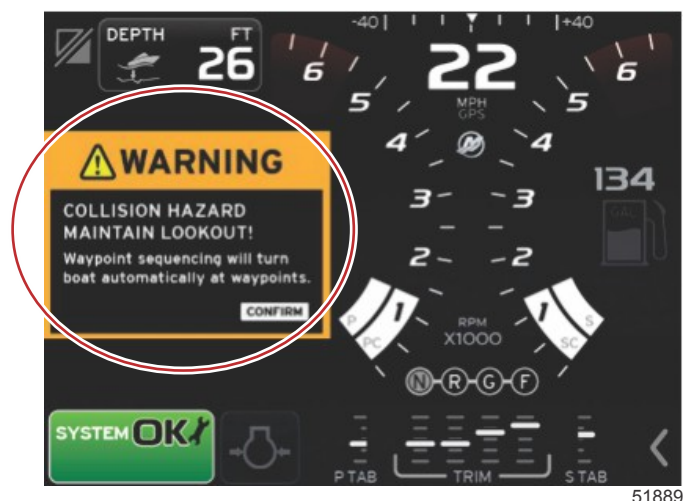 DEPTH FT
26
-40 +40
22
MPH
GPS
6 6
5 5
4 4
3 3
2 2
1 1
WARNING
COLLISION HAZARD
MAINTAIN LOOKOUT!
Waypoint sequencing will turn
boat automatically at waypoints.
CONFIRM
134
GAL
P S
PC SC
RPM
X1000
N R G F
SYSTEM OK
P TAB TRIM S TAB
51889